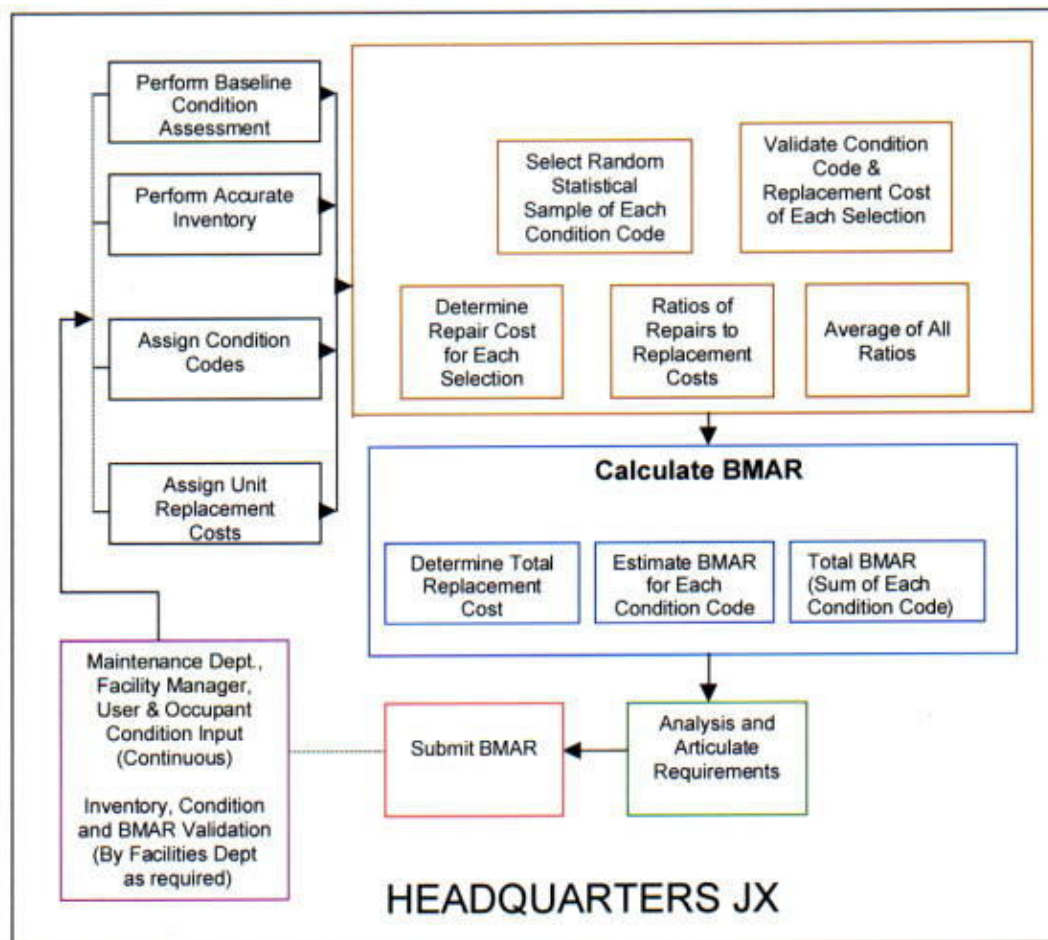 Perform Baseline
Condition
Assessment
Perform Accurate
Inventory
Assign Condition
Codes
Assign Unit
Replacement
Costs
Select Random
Statistical
Sample of Each
Condition Code
Validate Condition
Code &
Replacement Cost
of Each Selection
Determine
Repair Cost
for Each
Selection
Ratios of
Repairs to
Replacement
Costs
Average of All
Ratios
Calculate BMAR
Determine Total
Replacement
Cost
Estimate BMAR
for Each
Condition Code
Total BMAR
(Sum of Each
Condition Code)
Maintenance Dept.,
Facility Manager,
User & Occupant
Condition Input
(Continuous)
Inventory, Condition
and BMAR Validation
(By Facilities Dept
as required)
Submit BMAR
Analysis and
Articulate
Requirements
HEADQUARTERS JX